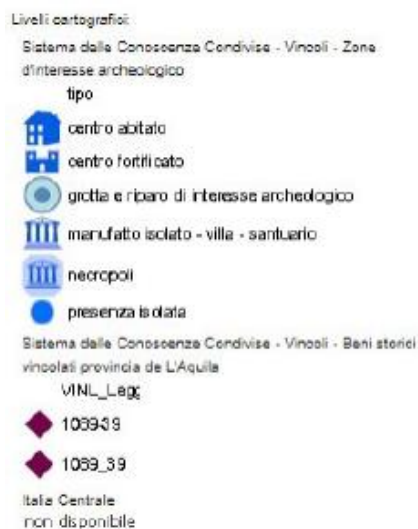 Livelli cartografici:
Sistema delle Conoscenze Condivise - Vincoli - Zone
d'interesse archeologico
tipo
centro abitato
centro fortificato
grotta e riparo di interesse archeologico
manufatto isolato - villa - santuario
necropoli
presenza isolata
Sistema delle Conoscenze Condivise - Vincoli - Beni storici
vincolati provincia de L'Aquila
VINL_Legg
1089-39
1089_39
Italia Centrale
non disponibile